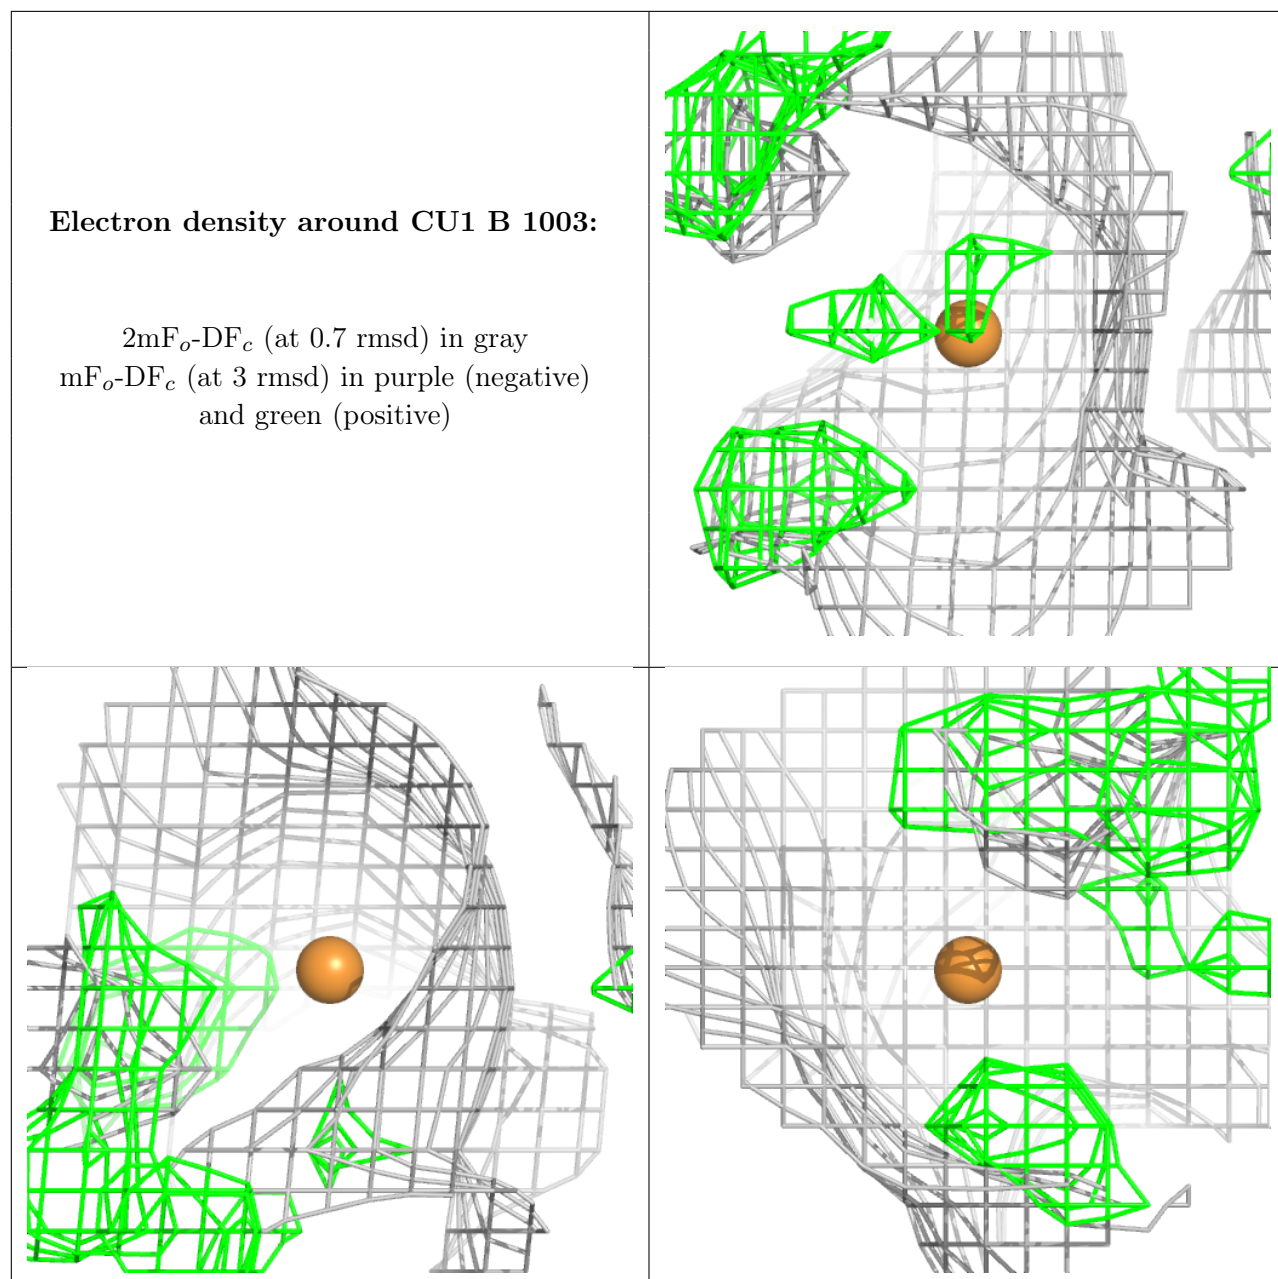 Electron density around CU1 B 1003:
2mFo-DFc (at 0.7 rmsd) in gray
mFo-DFc (at 3 rmsd) in purple (negative)
and green (positive)